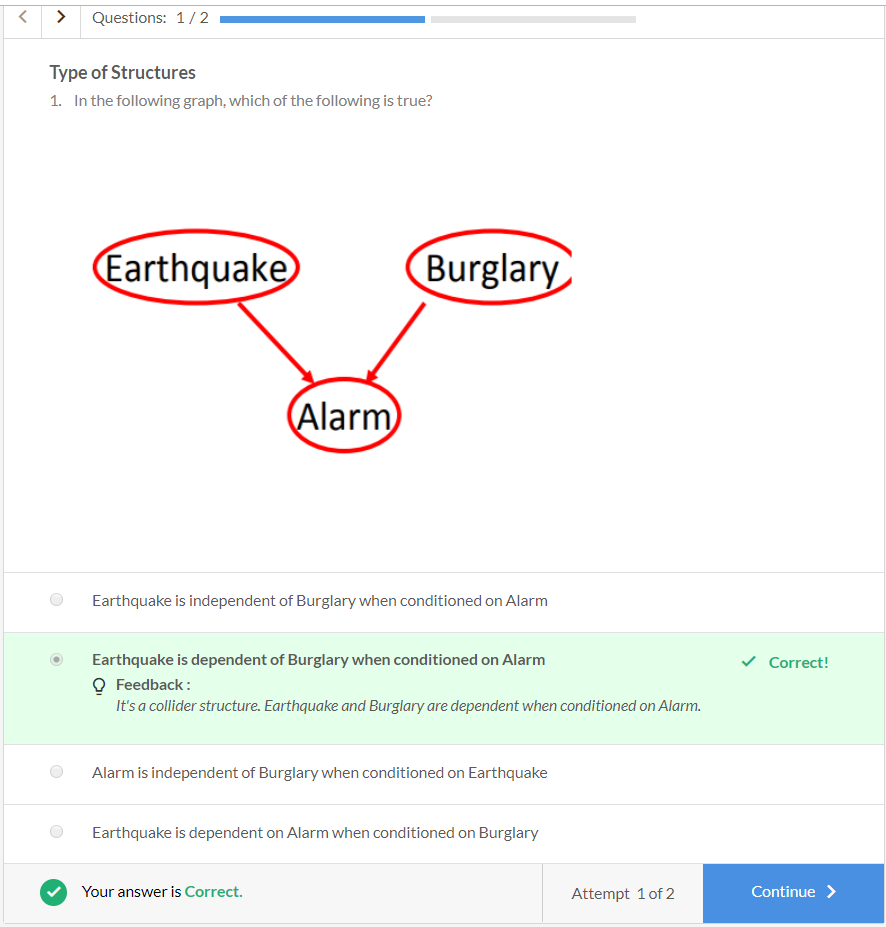 Questions: 1 / 2
Type of Structures
1. In the following graph, which of the following is true?
Earthquake Burglary
Alarm
Earthquake is independent of Burglary when conditioned on Alarm
Earthquake is dependent of Burglary when conditioned on Alarm
Correct!
Feedback :
It's a collider structure. Earthquake and Burglary are dependent when conditioned on Alarm.
Alarm is independent of Burglary when conditioned on Earthquake
Earthquake is dependent on Alarm when conditioned on Burglary
Your answer is Correct. Attempt 1 of 2 Continue